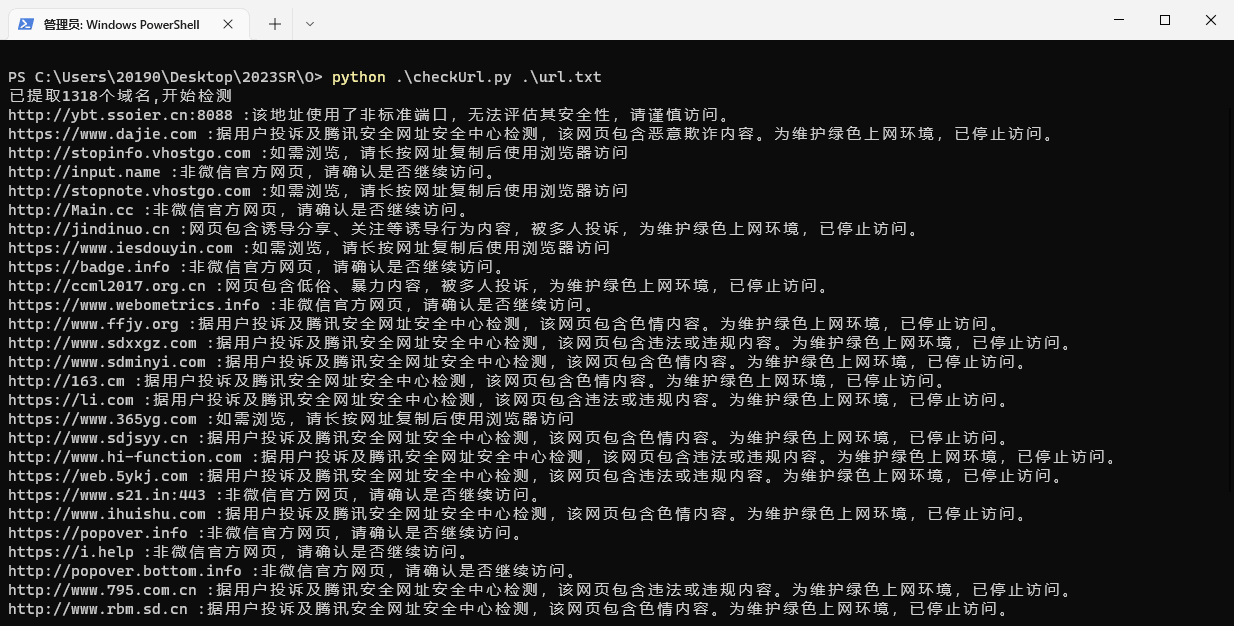 管理员: Windows PowerShell
PS C:\Users\20190\Desktop\2023SR\O> python .\checkUrl.py .\url.txt
已提取1318个域名,开始检测
http://ybt.ssoier.cn:8088 :该地址使用了非标准端口，无法评估其安全性，请谨慎访问。
https://www.dajie.com :据用户投诉及腾讯安全网址安全中心检测，该网页包含恶意欺诈内容。为维护绿色上网环境，已停止访问。
http://stopinfo.vhostgo.com :如需浏览，请长按网址复制后使用浏览器访问
http://input.name :非微信官方网页，请确认是否继续访问。
http://stopnote.vhostgo.com :如需浏览，请长按网址复制后使用浏览器访问
http://Main.cc :非微信官方网页，请确认是否继续访问。
http://jindinuo.cn :网页包含诱导分享、关注等诱导行为内容，被多人投诉，为维护绿色上网环境，已停止访问。
https://www.iesdouyin.com :如需浏览，请长按网址复制后使用浏览器访问
https://badge.info :非微信官方网页，请确认是否继续访问。
http://ccml2017.org.cn :网页包含低俗、暴力内容，被多人投诉，为维护绿色上网环境，已停止访问。
https://www.webometrics.info :非微信官方网页，请确认是否继续访问。
http://www.ffjy.org :据用户投诉及腾讯安全网址安全中心检测，该网页包含色情内容。为维护绿色上网环境，已停止访问。
http://www.sdxxgz.com :据用户投诉及腾讯安全网址安全中心检测，该网页包含违法或违规内容。为维护绿色上网环境，已停止访问。
http://www.sdminyi.com :据用户投诉及腾讯安全网址安全中心检测，该网页包含色情内容。为维护绿色上网环境，已停止访问。
http://163.cm :据用户投诉及腾讯安全网址安全中心检测，该网页包含色情内容。为维护绿色上网环境，已停止访问。
https://li.com :据用户投诉及腾讯安全网址安全中心检测，该网页包含违法或违规内容。为维护绿色上网环境，已停止访问。
https://www.365yg.com :如需浏览，请长按网址复制后使用浏览器访问
http://www.sdjsyy.cn :据用户投诉及腾讯安全网址安全中心检测，该网页包含色情内容。为维护绿色上网环境，已停止访问。
http://www.hi-function.com :据用户投诉及腾讯安全网址安全中心检测，该网页包含违法或违规内容。为维护绿色上网环境，已停止访问。
https://web.5ykj.com :据用户投诉及腾讯安全网址安全中心检测，该网页包含违法或违规内容。为维护绿色上网环境，已停止访问。
https://www.s21.in:443 :非微信官方网页，请确认是否继续访问。
http://www.ihuishu.com :据用户投诉及腾讯安全网址安全中心检测，该网页包含色情内容。为维护绿色上网环境，已停止访问。
https://popover.info :非微信官方网页，请确认是否继续访问。
https://i.help :非微信官方网页，请确认是否继续访问。
http://popover.bottom.info :非微信官方网页，请确认是否继续访问。
http://www.795.com.cn :据用户投诉及腾讯安全网址安全中心检测，该网页包含违法或违规内容。为维护绿色上网环境，已停止访问。
http://www.rbm.sd.cn :据用户投诉及腾讯安全网址安全中心检测，该网页包含色情内容。为维护绿色上网环境，已停止访问。